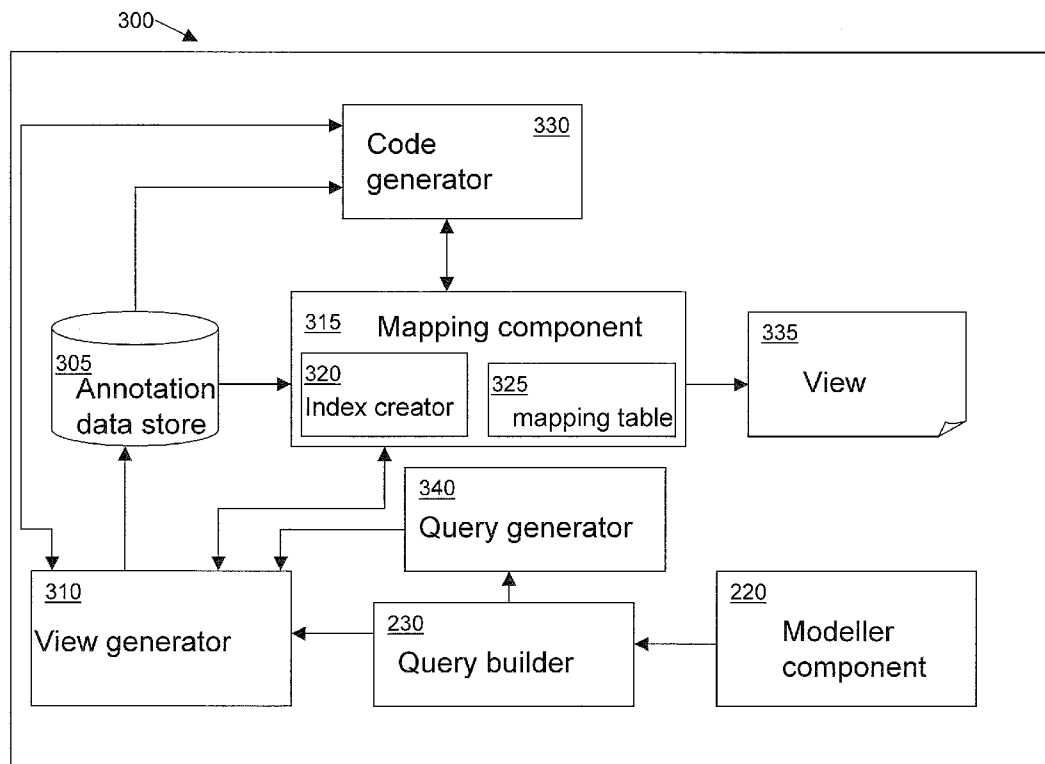 300
330
Code
generator
315 Mapping component
320
Index creator
325
mapping table
335
View
305
Annotation
data store
340
Query generator
310
View generator
230
Query builder
220
Modeller
component